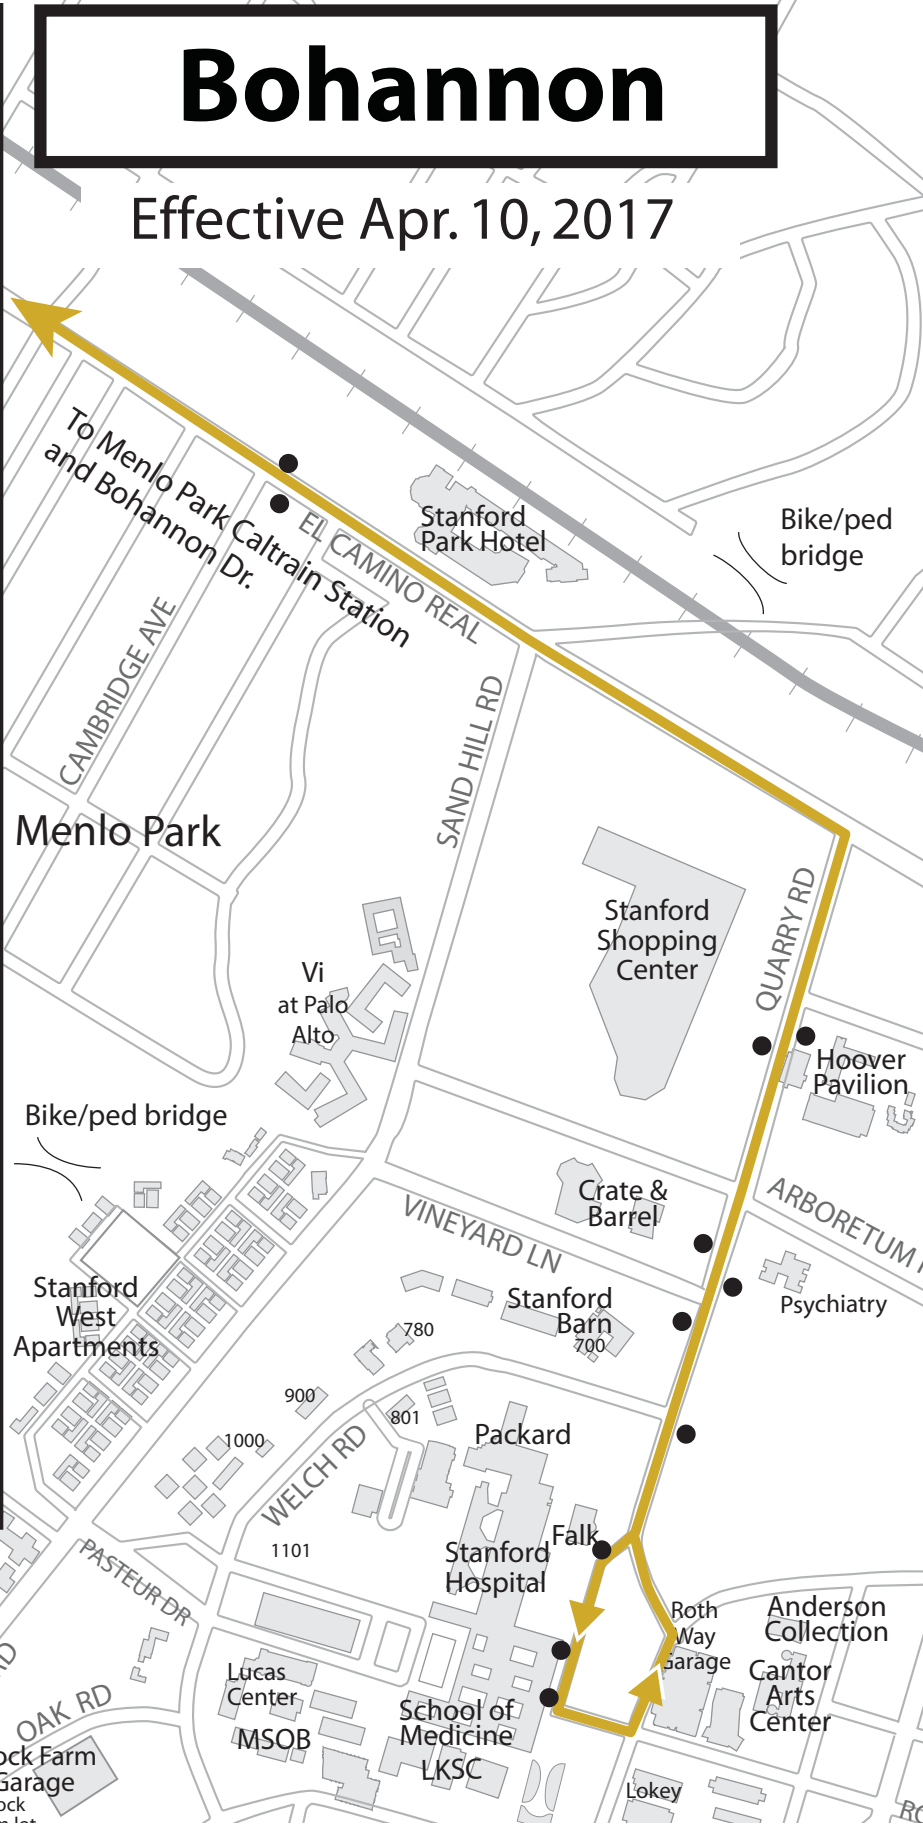 Bohannon
Effective Apr. 10, 2017
To Menlo Park Caltrain Station
and Bohannon Dr.
EL CAMINO REAL
Stanford
Park Hotel
Bike/ped
bridge
CAMBRIDGE AVE
SAND HILL RD
Menlo Park
QUARRY RD
Stanford
Shopping
Center
Vi
at Palo
Alto
Hoover
Pavilion
Bike/ped bridge
Crate &
Barrel
ARBORETUM
VINEYARD LN
Stanford
West
Apartments
Stanford
Barn
700
Psychiatry
780
900
801
1000
WELCH RD
Packard
1101
Falk
Stanford
Hospital
PASTEUR DR
Roth
Way
Garage
Anderson
Collection
Cantor
Arts
Center
Lucas
Center
School of
Medicine
OAK RD
MSOB
LKSC
ock Farm
Garage
ock
Lokey